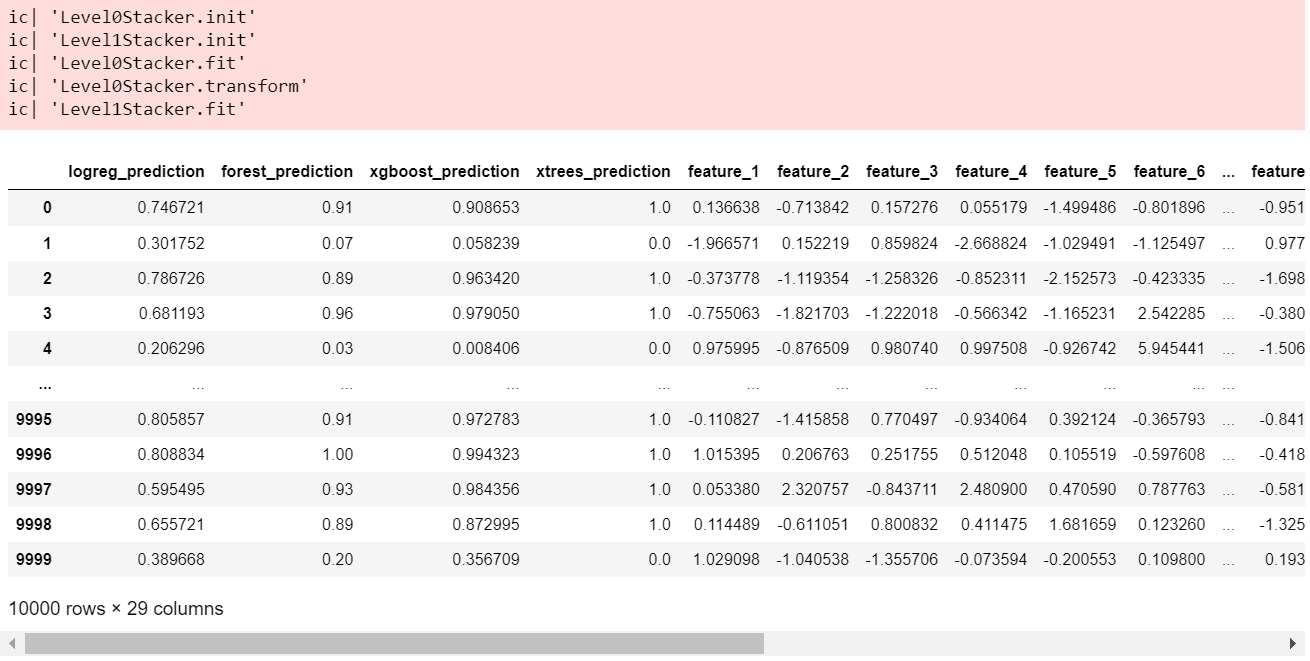 ic| 'Level0Stacker.init'
ic| 'Level1Stacker.init'
ic| 'Level0Stacker.fit'
ic| 'Level0Stacker.transform'
ic| 'Level1Stacker.fit'
logreg_prediction forest_prediction xgboost_prediction xtrees_prediction feature_1 feature_2 feature_3 feature_4 feature_5 feature_6 ... feature
0 0.746721 0.91 0.908653 1.0 0.136638 -0.713842 0.157276 0.055179 -1.499486 -0.801896 ... -0.951
1 0.301752 0.07 0.058239 0.0 -1.966571 0.152219 0.859824 -2.668824 -1.029491 -1.125497 ... 0.977
2 0.786726 0.89 0.963420 1.0 -0.373778 -1.119354 -1.258326 -0.852311 -2.152573 -0.423335 ... -1.698
3 0.681193 0.96 0.979050 1.0 -0.755063 -1.821703 -1.222018 -0.566342 -1.165231 2.542285 ... -0.380
4 0.206296 0.03 0.008406 0.0 0.975995 -0.876509 0.980740 0.997508 -0.926742 5.945441 ... -1.506
... ... ... ... ... ... ... ... ... ... ... ...
9995 0.805857 0.91 0.972783 1.0 -0.110827 -1.415858 0.770497 -0.934064 0.392124 -0.365793 ... -0.841
9996 0.808834 1.00 0.994323 1.0 1.015395 0.206763 0.251755 0.512048 0.105519 -0.597608 ... -0.418
9997 0.595495 0.93 0.984356 1.0 0.053380 2.320757 -0.843711 2.480900 0.470590 0.787763 ... -0.581
9998 0.655721 0.89 0.872995 1.0 0.114489 -0.611051 0.800832 0.411475 1.681659 0.123260 ... -1.325
9999 0.389668 0.20 0.356709 0.0 1.029098 -1.040538 -1.355706 -0.073594 -0.200553 0.109800 ... 0.193
10000 rows × 29 columns